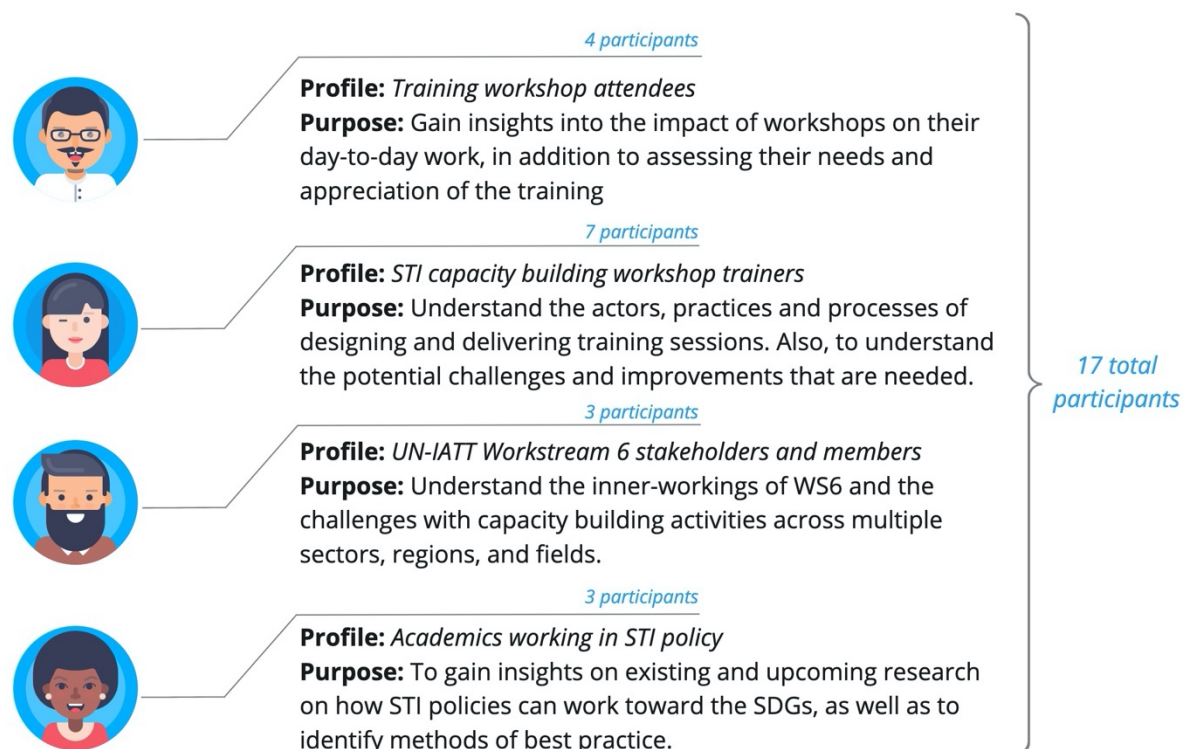 4 participants
Profile: Training workshop attendees
Purpose: Gain insights into the impact of workshops on their
day-to-day work, in addition to assessing their needs and
appreciation of the training
7 participants
Profile: STI capacity building workshop trainers
Purpose: Understand the actors, practices and processes of
designing and delivering training sessions. Also, to understand
the potential challenges and improvements that are needed.
3 participants
Profile: UN-IATT Workstream 6 stakeholders and members
Purpose: Understand the inner-workings of WS6 and the
challenges with capacity building activities across multiple
sectors, regions, and fields.
3 participants
Profile: Academics working in STI policy
Purpose: To gain insights on existing and upcoming research
on how STI policies can work toward the SDGs, as well as to
identify methods of best practice.
17 total
participants